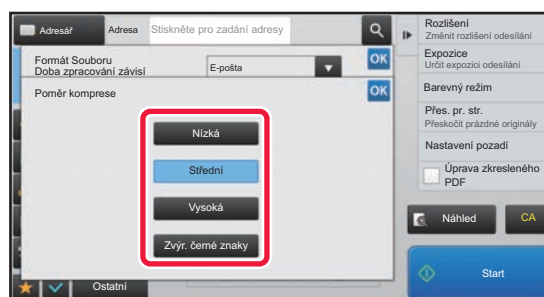 Adresář
Adresa
Stiskněte pro zadání adresy
Formát Souboru
Doba zpracování závisí
E-pošta
OK
Poměr komprese
OK
Nízká
Střední
Vysoká
Zvýr. černé znaky
Ostatní
Rozlišení
Změnit rozlišení odesílání
Expozice
Určit expozici odesílání
Barevný režim
Přes. pr. str.
Přeskočit prázdné originály
Nastavení pozadí
Úprava zkresleného
PDF
Náhled
CA
Start